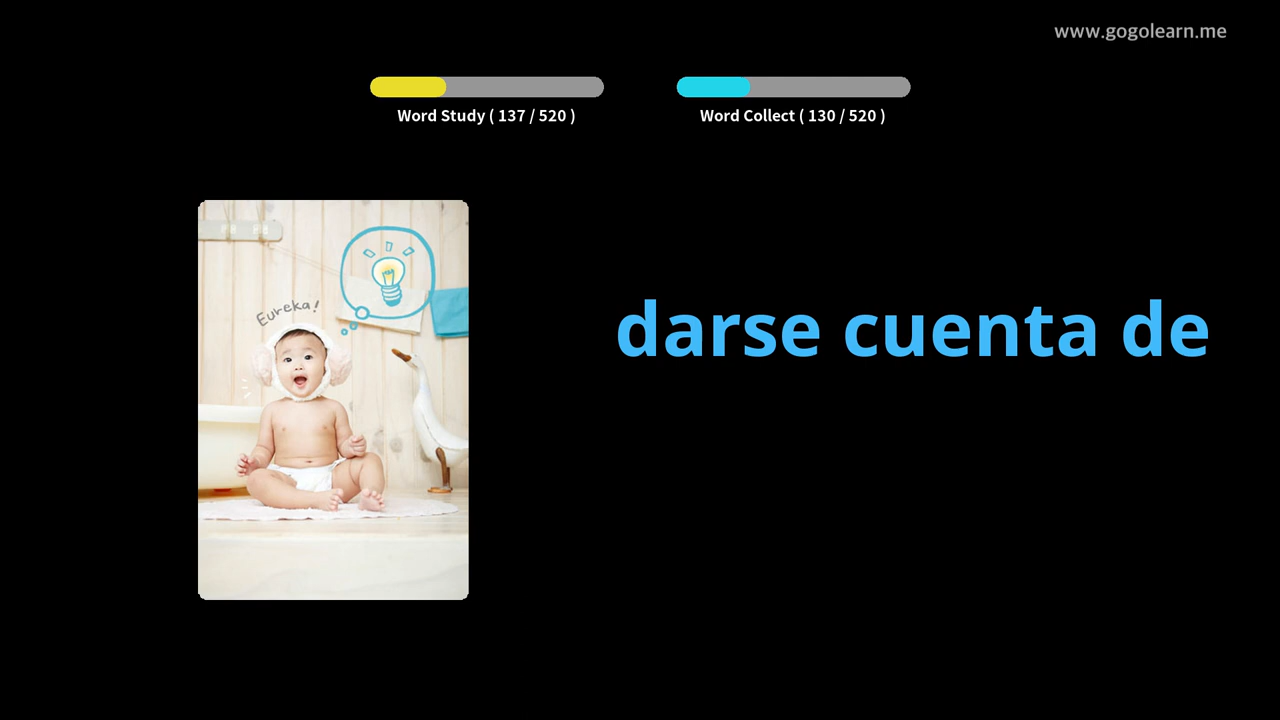 www.gogolearn.me
Word Study ( 137 / 520 )
Word Collect ( 130 / 520 )
Eureka!
darse cuenta de